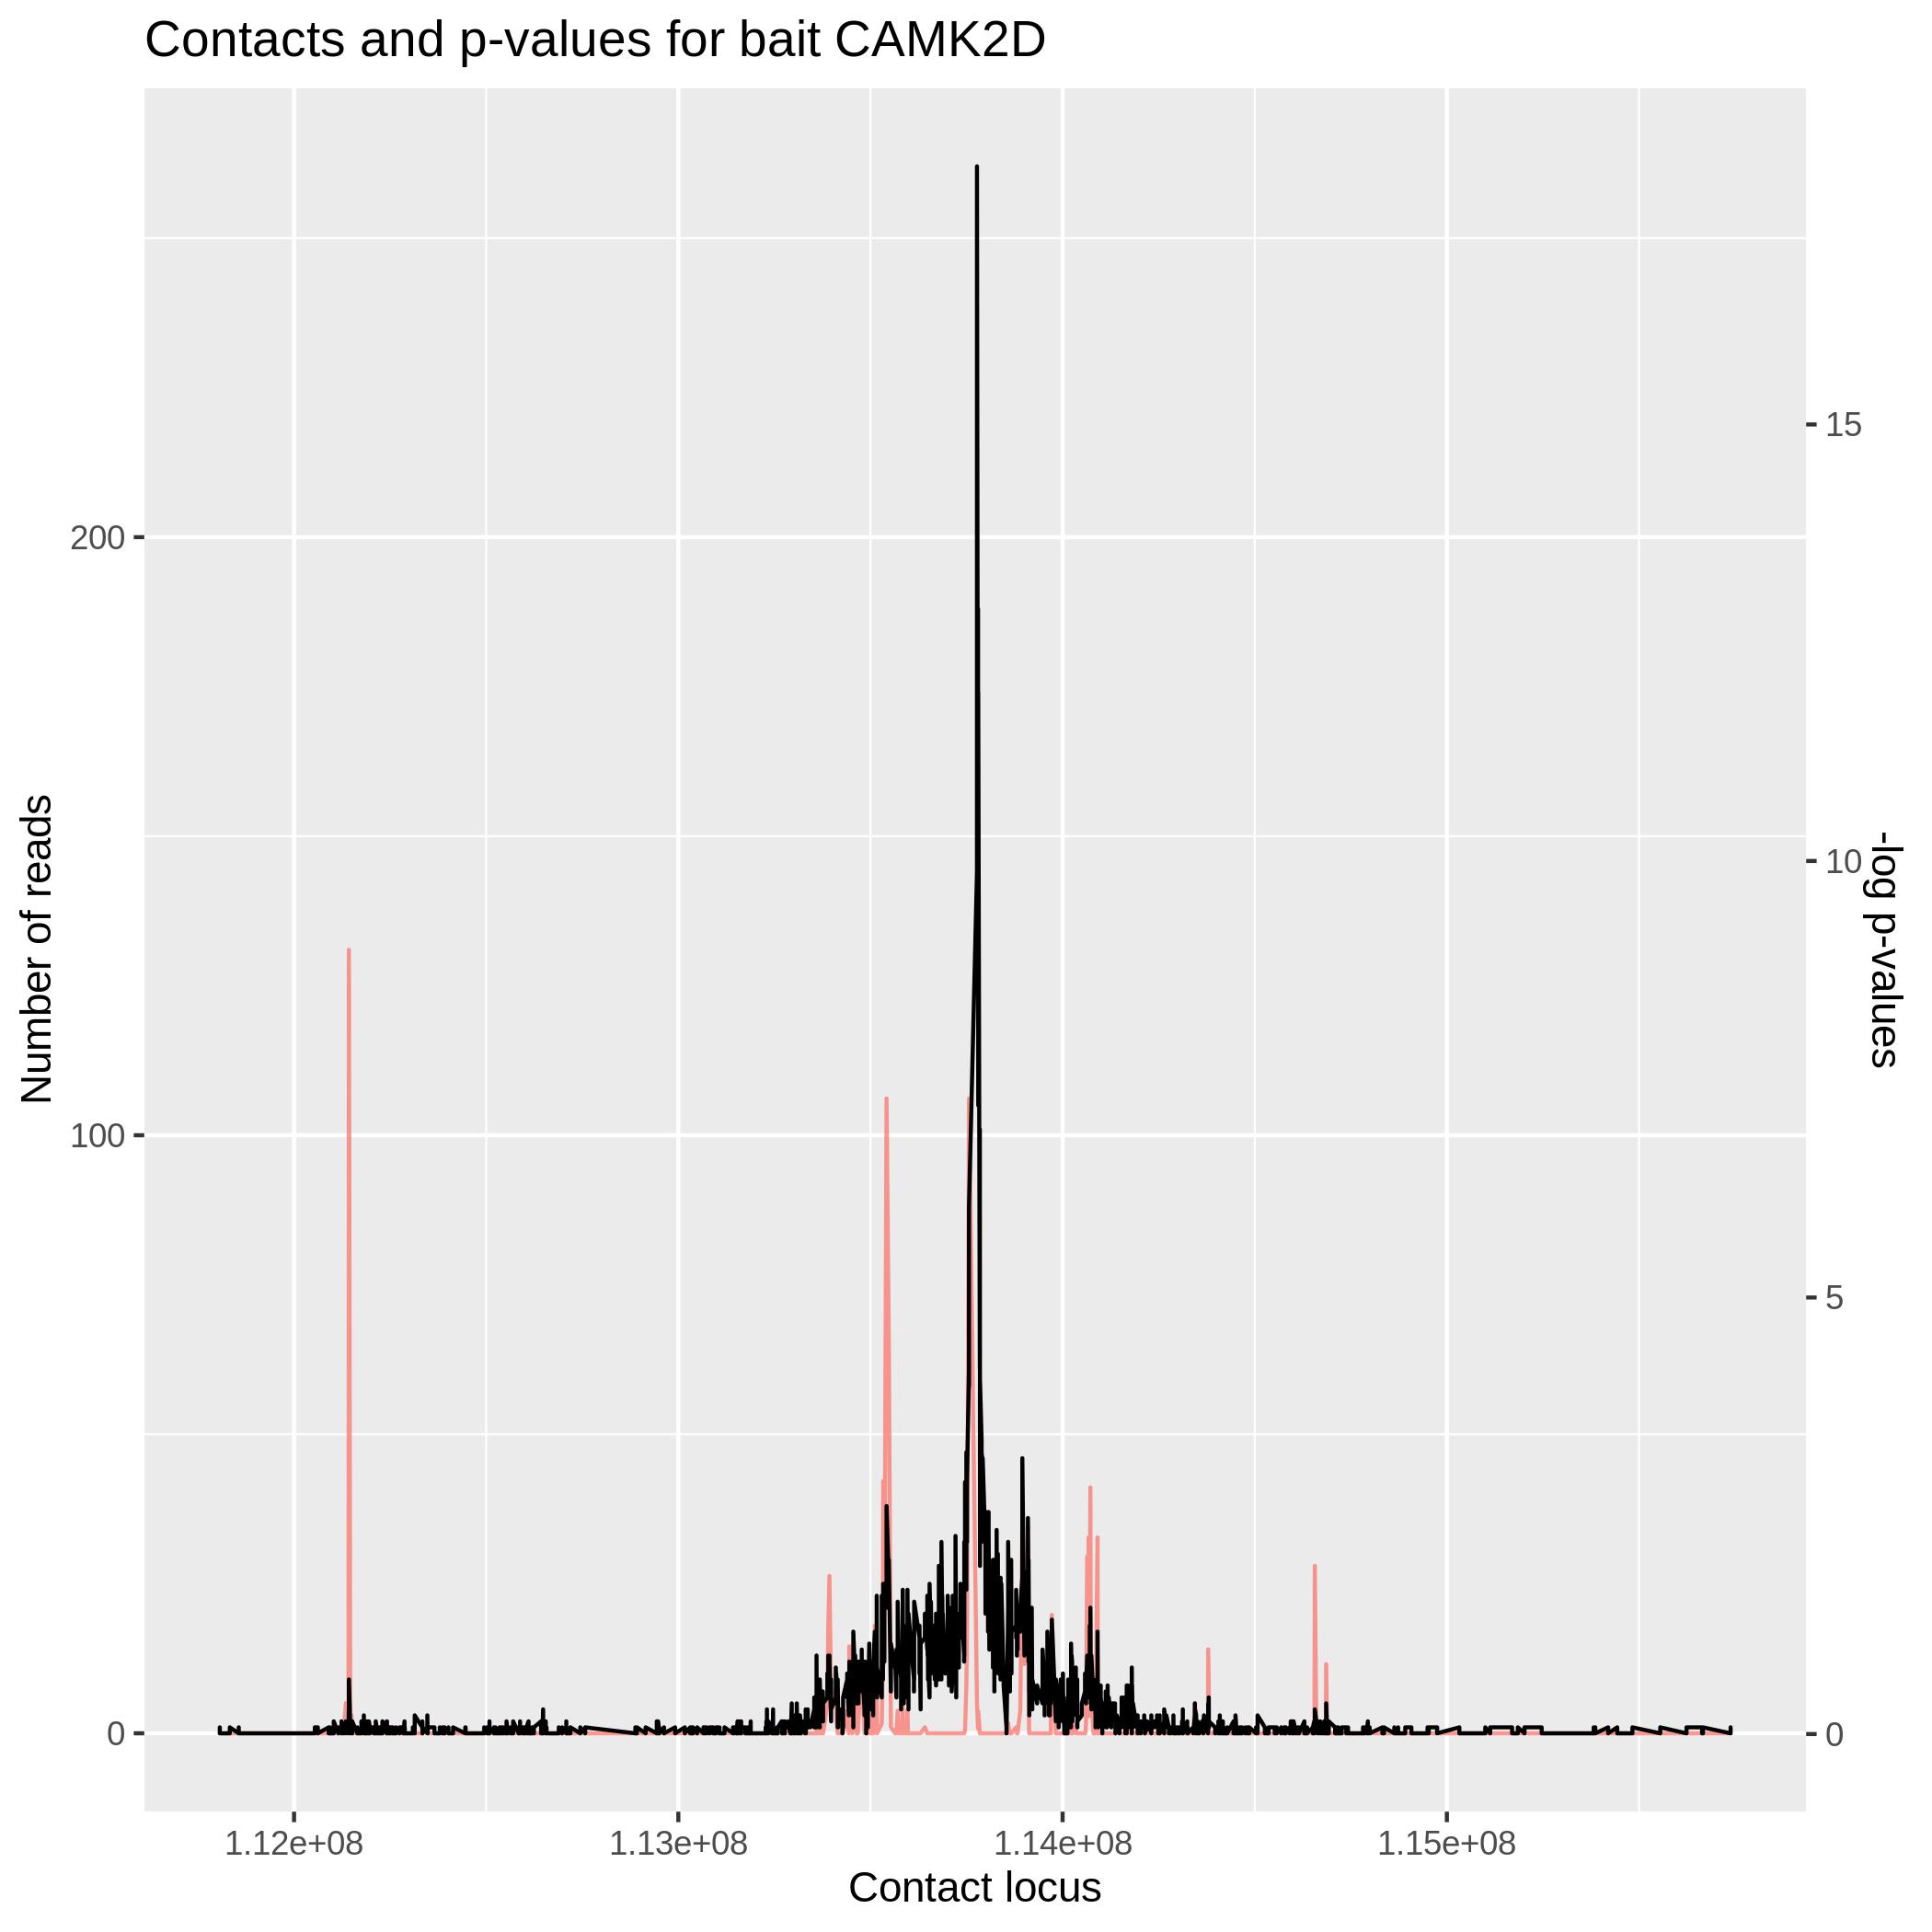 Contacts and p-values for bait CAMK2D
Number of reads
200
100
0
15
10
5
0
-log p-values
1.12e+08 1.13e+08 1.14e+08 1.15e+08
Contact locus